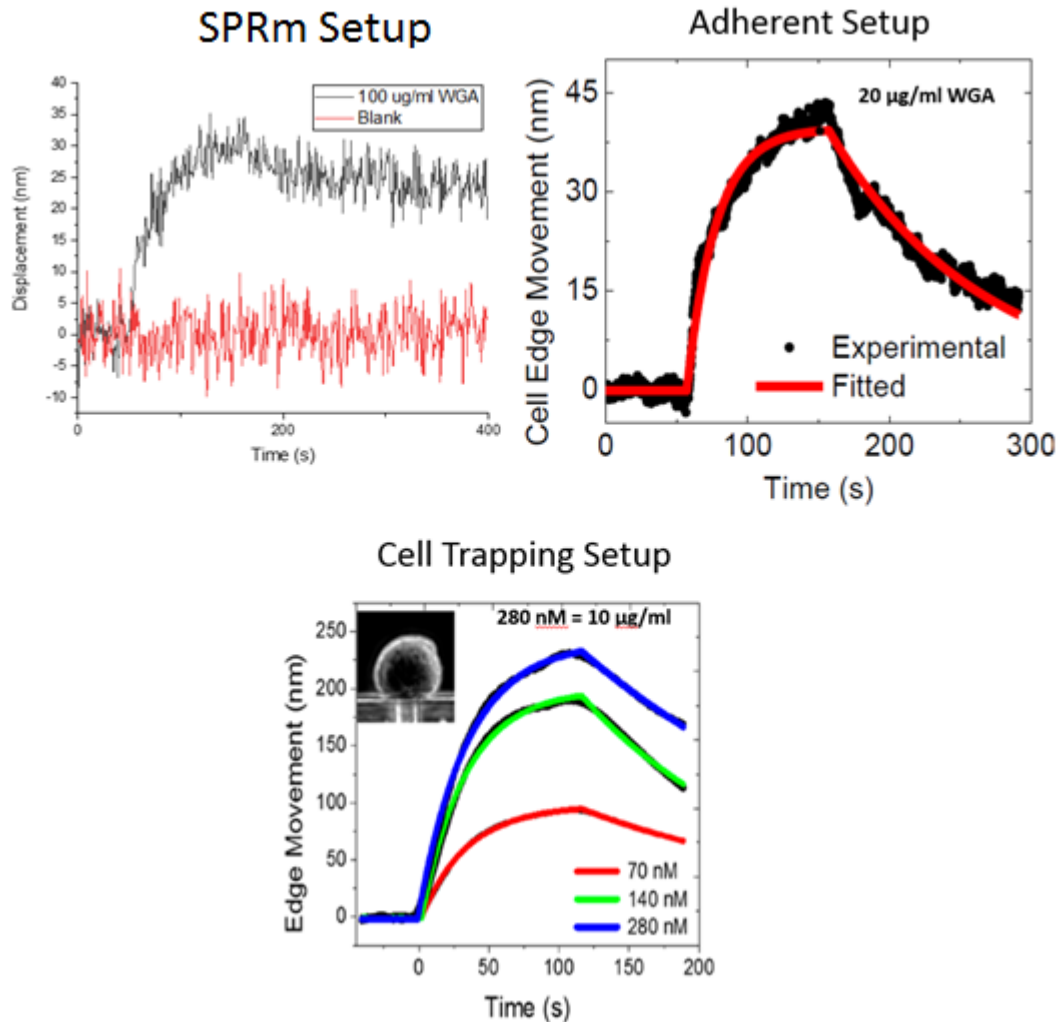 SPRm Setup
40
35
30
25
20
15
10
5
0
-5
-10
Displacement (nm)
100 ug/ml WGA
Blank
0
200
400
Time (s)
Adherent Setup
45
30
15
0
Cell Edge Movement (nm)
20 µg/ml WGA
Experimental
Fitted
0
100
200
300
Time (s)
Cell Trapping Setup
250
200
150
100
50
0
Edge Movement (nm)
280 nM = 10 µg/ml
70 nM
140 nM
280 nM
0
50
100
150
200
Time (s)